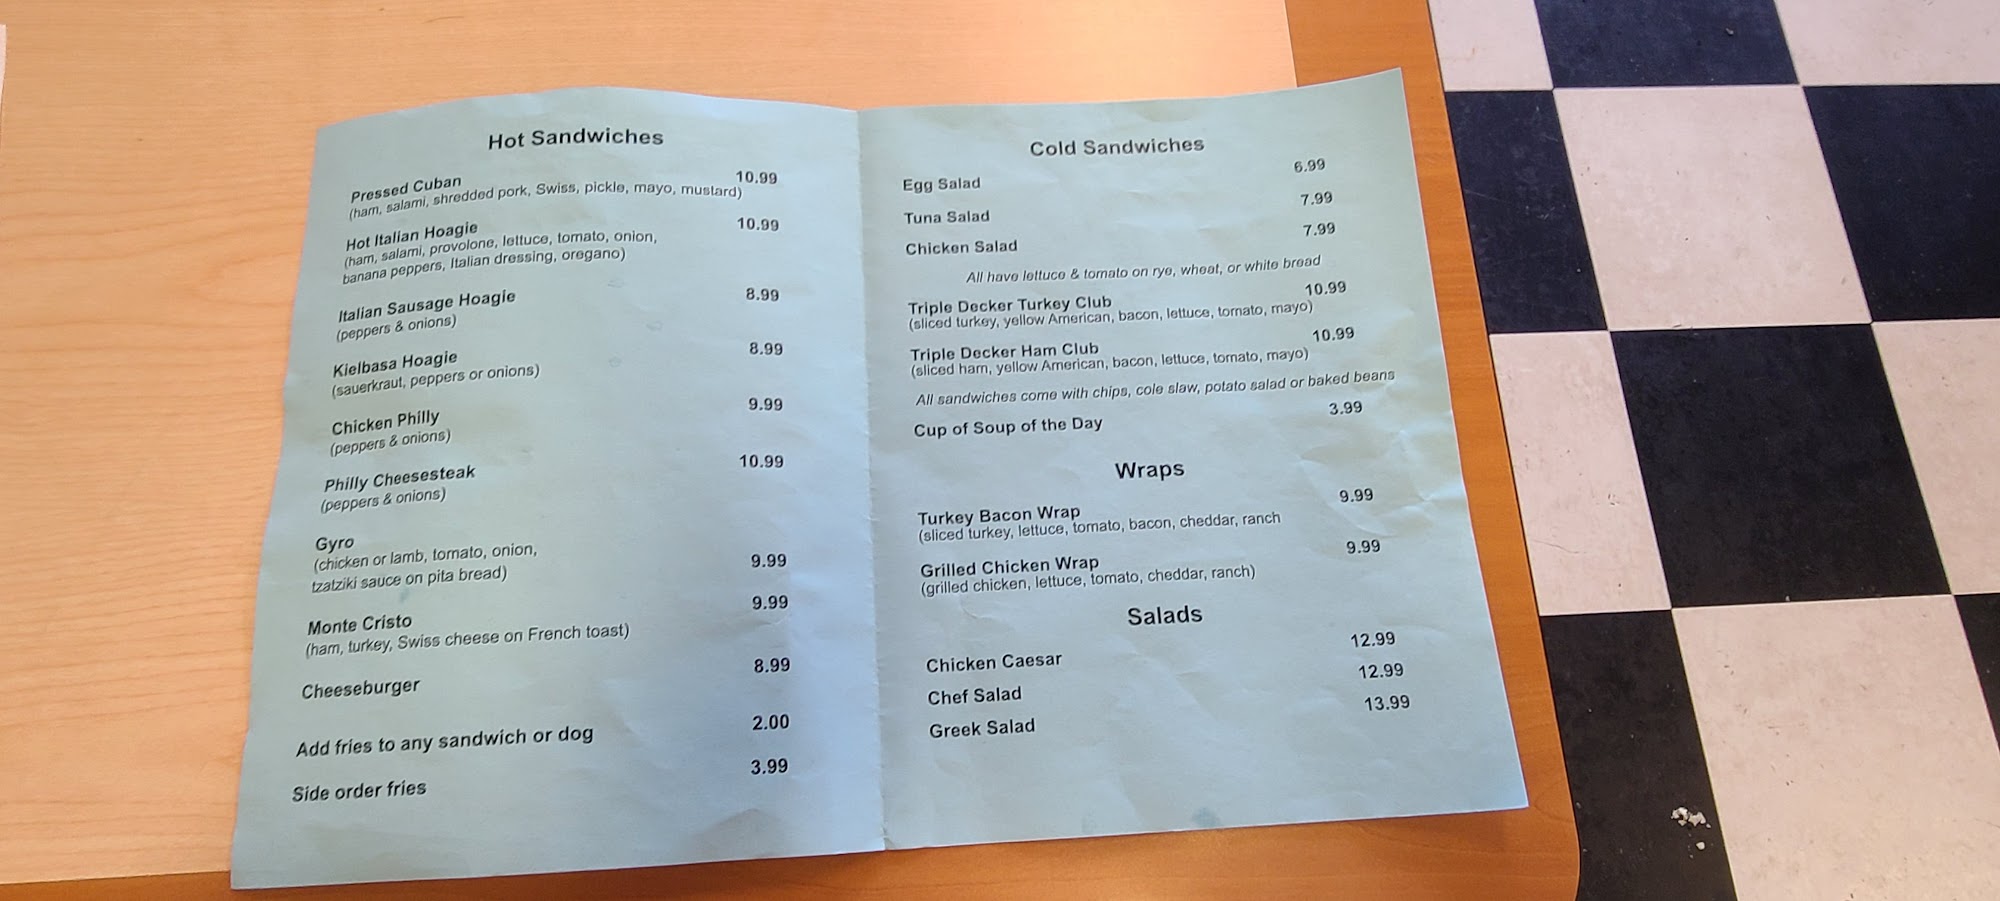 Hot Sandwiches
Pressed Cuban 10.99
(ham, salami, shredded pork, Swiss, pickle, mayo, mustard)
Hot Italian Hoagie 10.99
(ham, salami, provolone, lettuce, tomato, onion,
banana peppers, Italian dressing, oregano)
Italian Sausage Hoagie 8.99
(peppers & onions)
Kielbasa Hoagie 8.99
(sauerkraut, peppers or onions)
Chicken Philly 9.99
(peppers & onions)
Philly Cheesesteak 10.99
(peppers & onions)
Gyro
(chicken or lamb, tomato, onion,
tzatziki sauce on pita bread) 9.99
Monte Cristo 9.99
(ham, turkey, Swiss cheese on French toast)
Cheeseburger 8.99
Add fries to any sandwich or dog 2.00
Side order fries 3.99
Cold Sandwiches
Egg Salad 6.99
Tuna Salad 7.99
Chicken Salad 7.99
All have lettuce & tomato on rye, wheat, or white bread
Triple Decker Turkey Club 10.99
(sliced turkey, yellow American, bacon, lettuce, tomato, mayo)
Triple Decker Ham Club 10.99
(sliced ham, yellow American, bacon, lettuce, tomato, mayo)
All sandwiches come with chips, cole slaw, potato salad or baked beans
Cup of Soup of the Day 3.99
Wraps
Turkey Bacon Wrap 9.99
(sliced turkey, lettuce, tomato, bacon, cheddar, ranch
Grilled Chicken Wrap 9.99
(grilled chicken, lettuce, tomato, cheddar, ranch)
Salads
Chicken Caesar 12.99
Chef Salad 12.99
Greek Salad 13.99